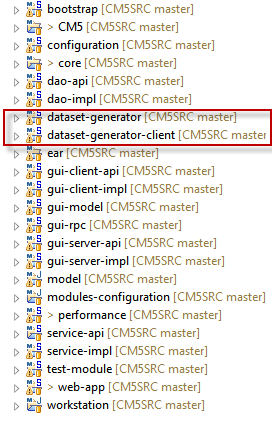 bootstrap [CM5SRC master]
> CM5 [CM5SRC master]
configuration [CM5SRC master]
> core [CM5SRC master]
dao-api [CM5SRC master]
dao-impl [CM5SRC master]
dataset-generator [CM5SRC master]
dataset-generator-client [CM5SRC master]
ear [CM5SRC master]
gui-client-api [CM5SRC master]
gui-client-impl [CM5SRC master]
gui-model [CM5SRC master]
gui-rpc [CM5SRC master]
gui-server-api [CM5SRC master]
gui-server-impl [CM5SRC master]
model [CM5SRC master]
modules-configuration [CM5SRC master]
> performance [CM5SRC master]
service-api [CM5SRC master]
service-impl [CM5SRC master]
test-module [CM5SRC master]
> web-app [CM5SRC master]
workstation [CM5SRC master]